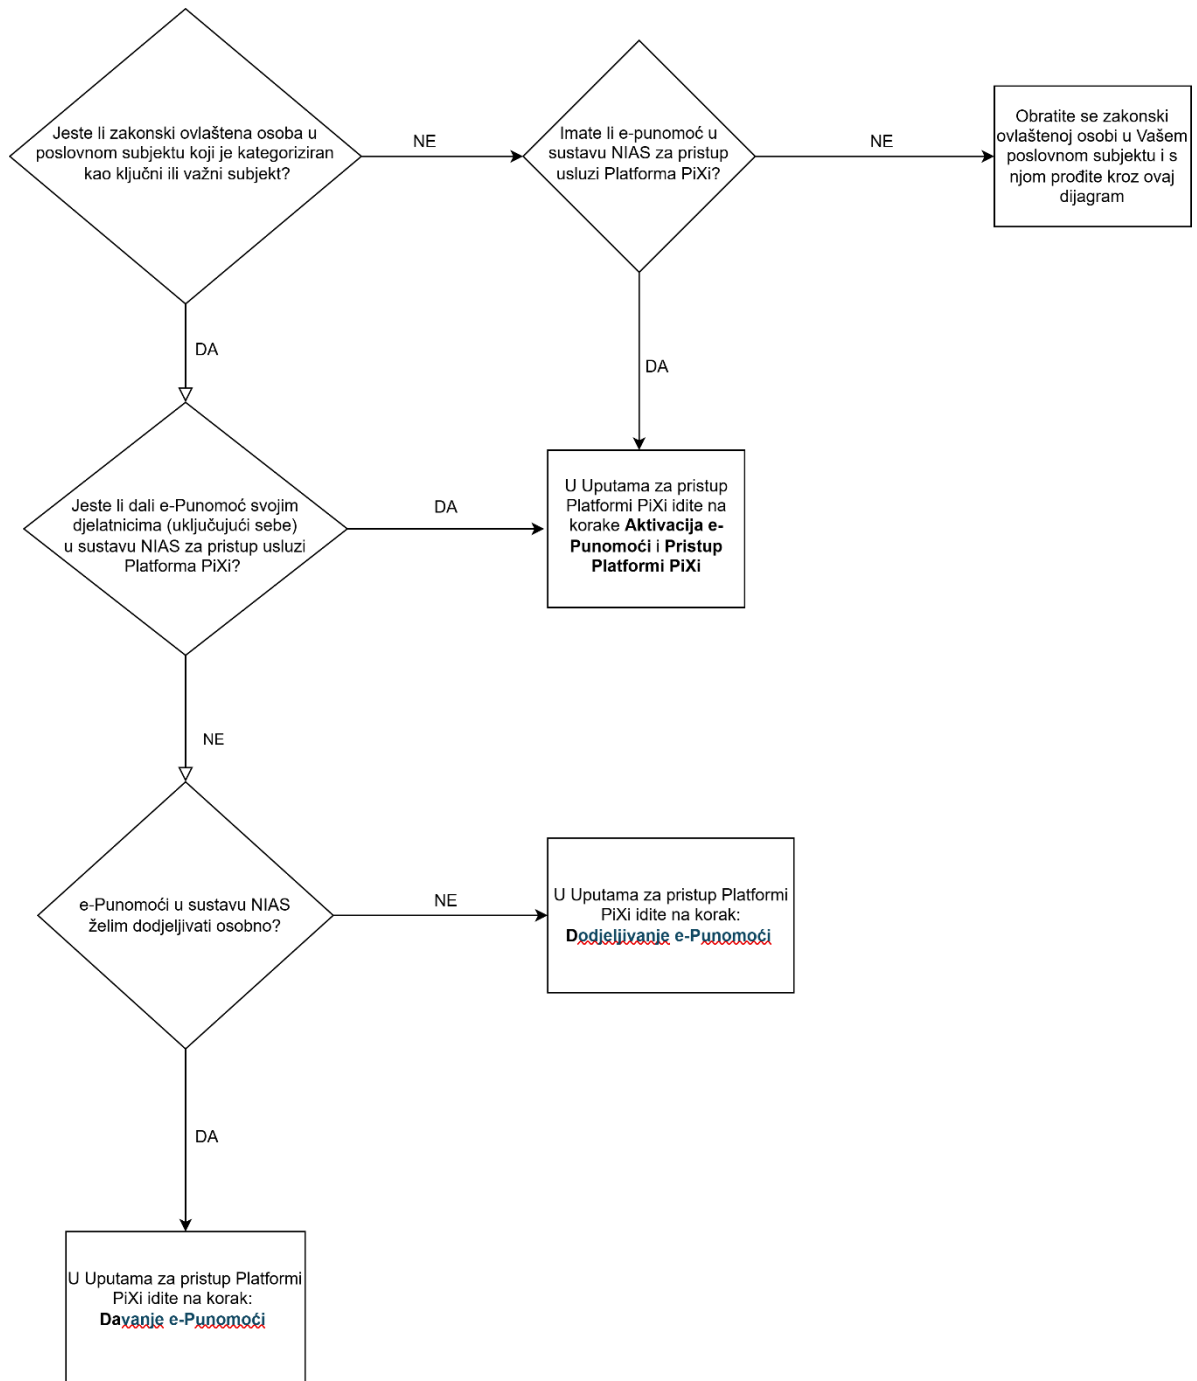 Jeste li zakonski ovlaštena osoba u
poslovnom subjektu koji je kategoriziran
kao ključni ili važni subjekt?
NE
Imate li e-punomoć u
sustavu NIAS za pristup
usluzi Platforma PiXi?
NE
Obratite se zakonski
ovlaštenoj osobi u Vašem
poslovnom subjektu i s
njom prođite kroz ovaj
dijagram
DA
DA
Jeste li dali e-Punomoć svojim
djelatnicima (uključujući sebe)
u sustavu NIAS za pristup usluzi
Platforma PiXi?
DA
U Uputama za pristup
Platformi PiXi idite na
korake Aktivacija e-
Punomoći i Pristup
Platformi PiXi
NE
e-Punomoći u sustavu NIAS
želim dodjeljivati osobno?
NE
U Uputama za pristup Platformi
PiXi idite na korak:
Dodjeljivanje e-Punomoći
DA
U Uputama za pristup Platformi
PiXi idite na korak:
Davanje e-Punomoći